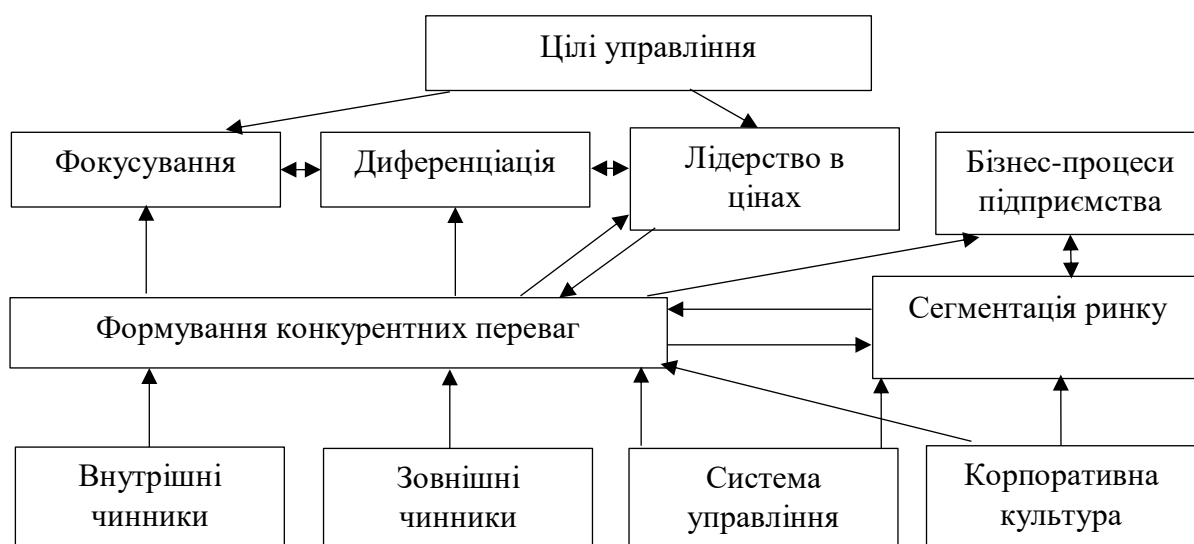 Цілі управління
Фокусування
Диференціація
Лідерство в
цінах
Бізнес-процеси
підприємства
Формування конкурентних переваг
Сегментація ринку
Внутрішні
чинники
Зовнішні
чинники
Система
управління
Корпоративна
культура